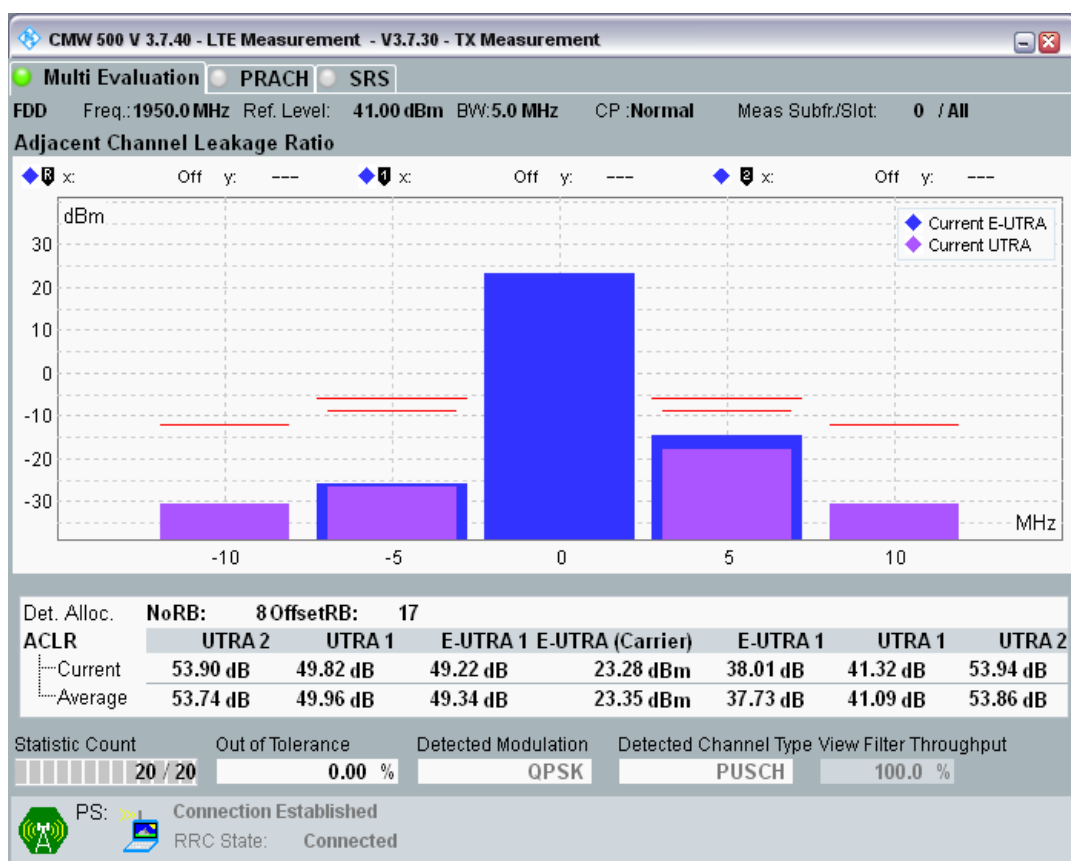 CMW 500 V 3.7.40 - LTE Measurement - V3.7.30 - TX Measurement
Multi Evaluation PRACH SRS
FDD Freq.: 1950.0 MHz Ref. Level: 41.00 dBm BW: 5.0 MHz CP : Normal Meas Subfr./Slot: 0 / All
Adjacent Channel Leakage Ratio
R x: Off y: --- 1 x: Off y: --- 2 x: Off y: ---
dBm
Current E-UTRA
Current UTRA
30
20
10
0
-10
-20
-30
MHz
-10 -5 0 5 10
Det. Alloc. NoRB: 8 OffsetRB: 17
ACLR UTRA 2 UTRA 1 E-UTRA 1 E-UTRA (Carrier) E-UTRA 1 UTRA 1 UTRA 2
Current 53.90 dB 49.82 dB 49.22 dB 23.28 dBm 38.01 dB 41.32 dB 53.94 dB
Average 53.74 dB 49.96 dB 49.34 dB 23.35 dBm 37.73 dB 41.09 dB 53.86 dB
Statistic Count Out of Tolerance Detected Modulation Detected Channel Type View Filter Throughput
20 / 20 0.00 % QPSK PUSCH 100.0 %
PS: Connection Established
RRC State: Connected